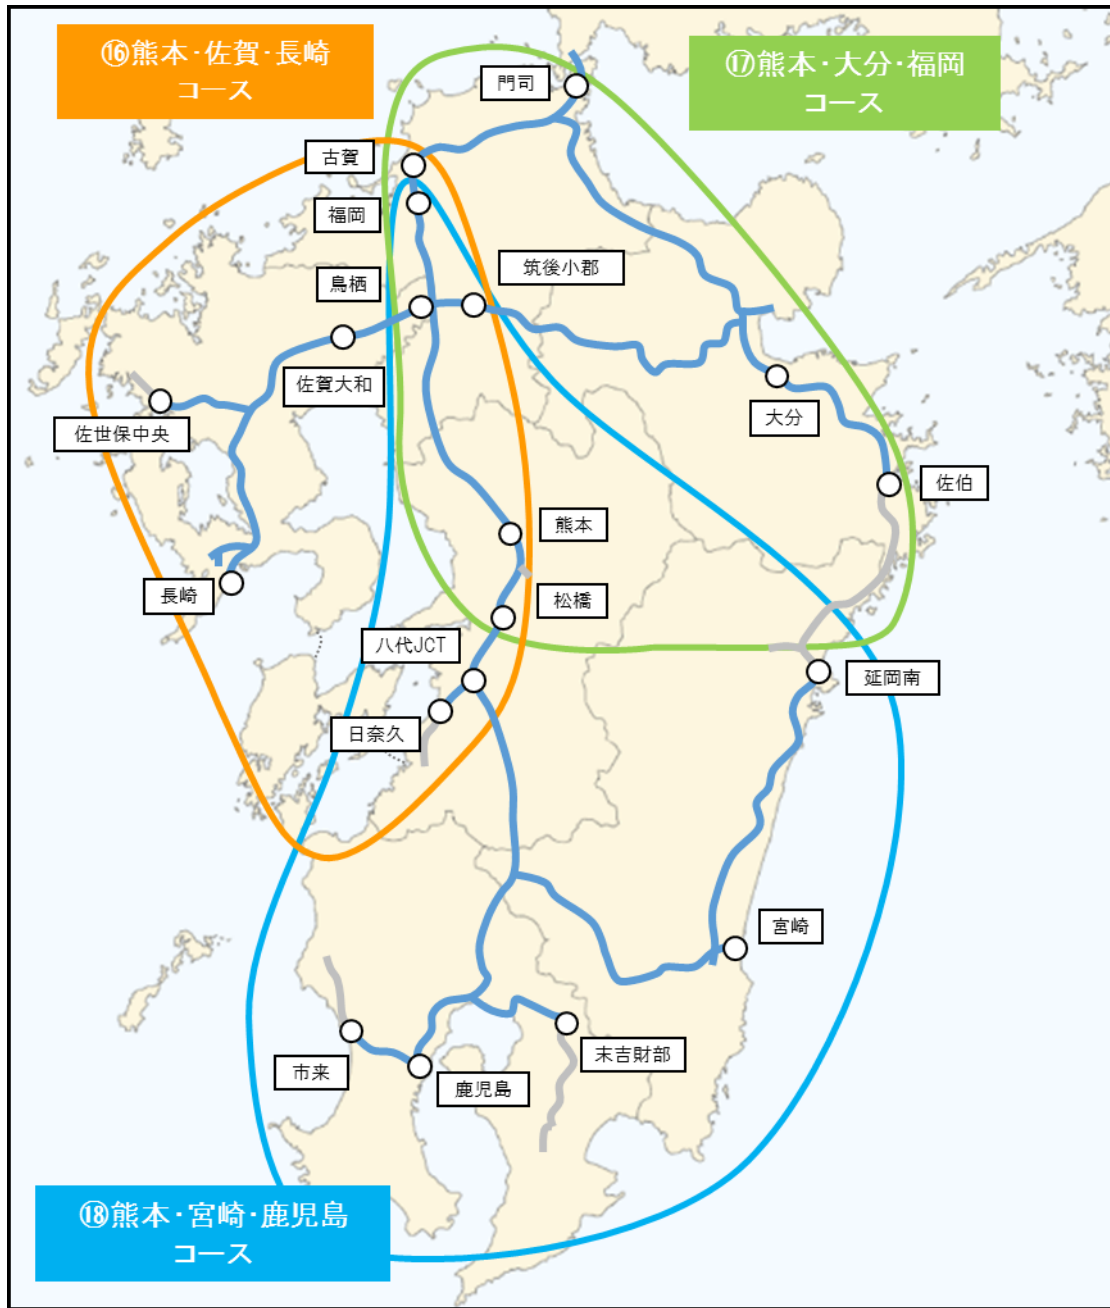 ⑯熊本・佐賀・長崎
コース
⑰熊本・大分・福岡
コース
門司
古賀
福岡
筑後小郡
鳥栖
佐賀大和
佐世保中央
大分
佐伯
熊本
長崎
松橋
八代JCT
延岡南
日奈久
宮崎
末吉財部
市来
鹿児島
⑱熊本・宮崎・鹿児島
コース